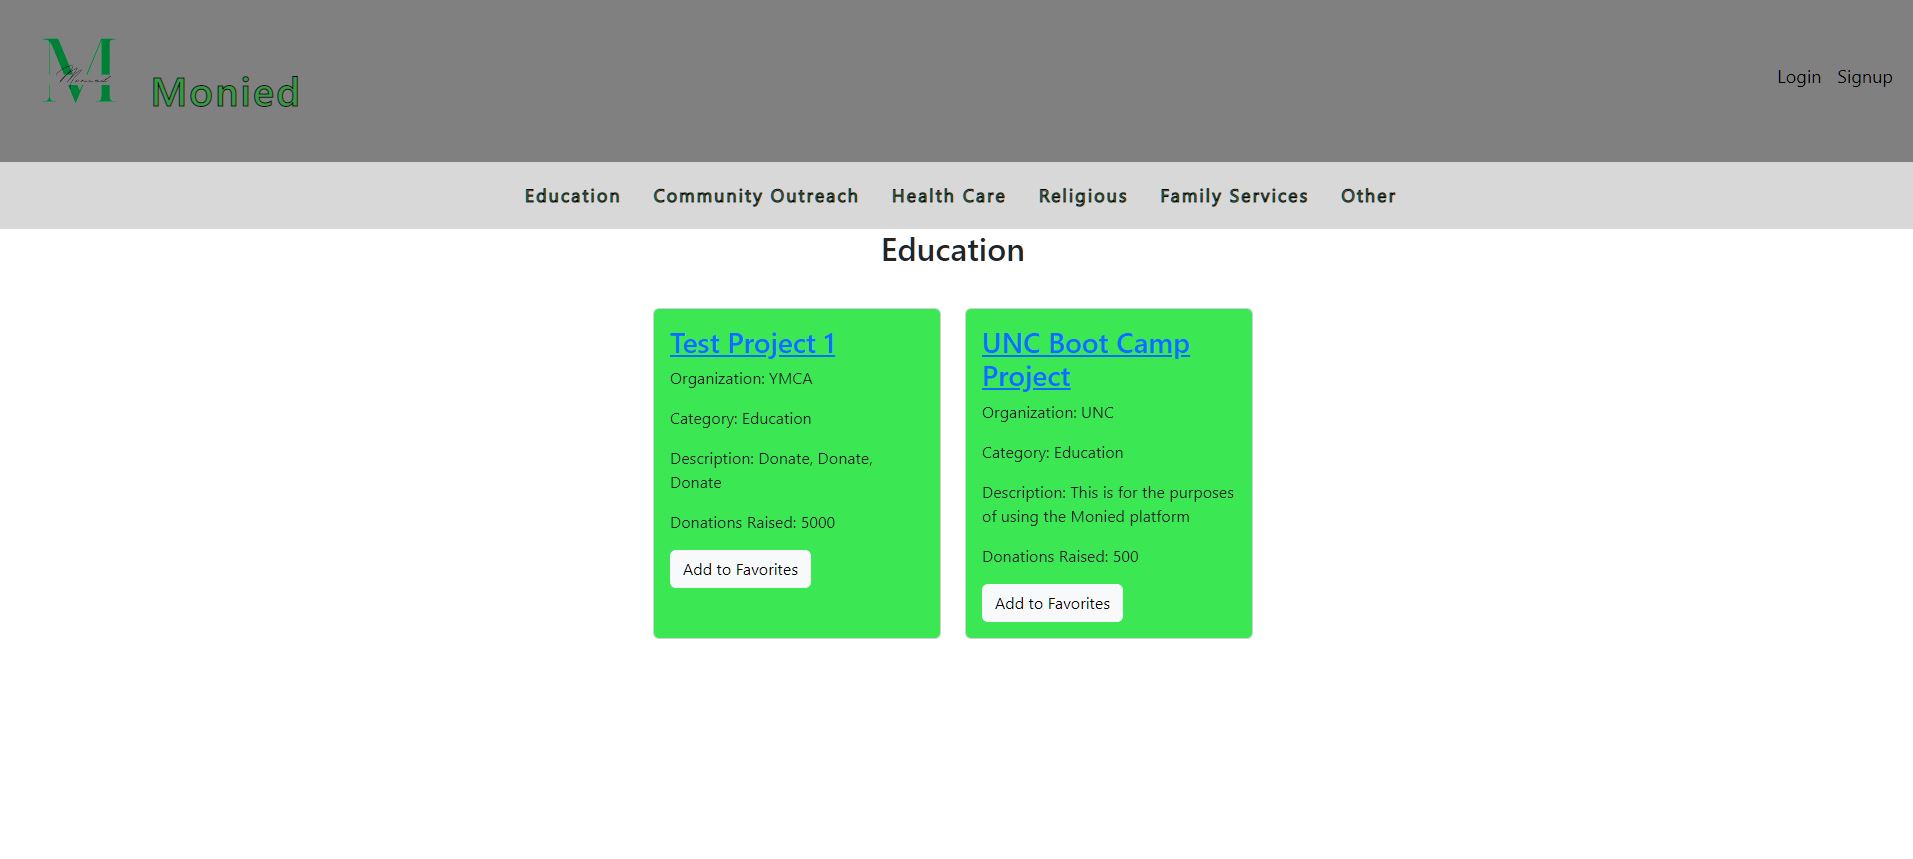 Monied
Monied
Login Signup
Education Community Outreach Health Care Religious Family Services Other
Education
Test Project 1
Organization: YMCA
Category: Education
Description: Donate, Donate,
Donate
Donations Raised: 5000
Add to Favorites
UNC Boot Camp
Project
Organization: UNC
Category: Education
Description: This is for the purposes
of using the Monied platform
Donations Raised: 500
Add to Favorites